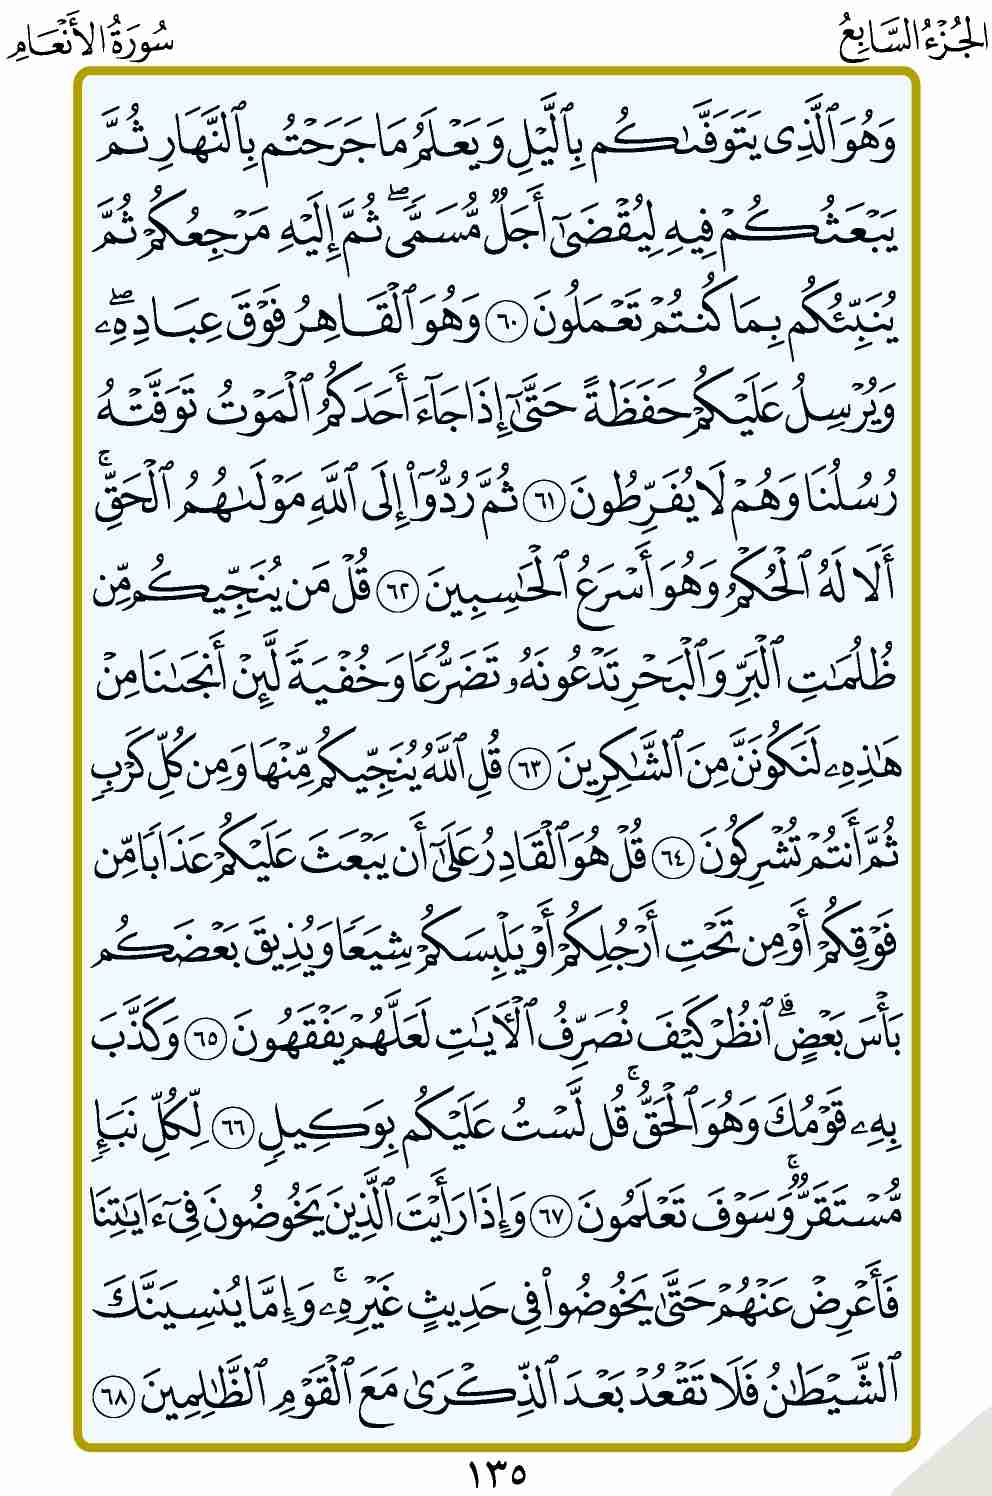 الجُزْءُ السَّابِعُ
سُورَةُ الأَنْعَامِ
وَهُوَ ٱلَّذِى يَتَوَفَّىٰكُم بِٱلَّيْلِ وَيَعْلَمُ مَا جَرَحْتُم بِٱلنَّهَارِ ثُمَّ
يَبْعَثُكُمْ فِيهِ لِيُقْضَىٰٓ أَجَلٌ مُّسَمًّى ۖ ثُمَّ إِلَيْهِ مَرْجِعُكُمْ ثُمَّ
يُنَبِّئُكُم بِمَا كُنتُمْ تَعْمَلُونَ ٦٠ وَهُوَ ٱلْقَاهِرُ فَوْقَ عِبَادِهِۦ ۖ
وَيُرْسِلُ عَلَيْكُمْ حَفَظَةً حَتَّىٰٓ إِذَا جَآءَ أَحَدَكُمُ ٱلْمَوْتُ تَوَفَّتْهُ
رُسُلُنَا وَهُمْ لَا يُفَرِّطُونَ ٦١ ثُمَّ رُدُّوٓا۟ إِلَى ٱللَّهِ مَوْلَىٰهُمُ ٱلْحَقِّ ۚ
أَلَا لَهُ ٱلْحُكْمُ وَهُوَ أَسْرَعُ ٱلْحَٰسِبِينَ ٦٢ قُلْ مَن يُنَجِّيكُم مِّن
ظُلُمَٰتِ ٱلْبَرِّ وَٱلْبَحْرِ تَدْعُونَهُۥ تَضَرُّعًا وَخُفْيَةً لَّئِنْ أَنجَىٰنَا مِنْ
هَٰذِهِۦ لَنَكُونَنَّ مِنَ ٱلشَّٰكِرِينَ ٦٣ قُلِ ٱللَّهُ يُنَجِّيكُم مِّنْهَا وَمِن كُلِّ كَرْبٍ
ثُمَّ أَنتُمْ تُشْرِكُونَ ٦٤ قُلْ هُوَ ٱلْقَادِرُ عَلَىٰٓ أَن يَبْعَثَ عَلَيْكُمْ عَذَابًا مِّن
فَوْقِكُمْ أَوْ مِن تَحْتِ أَرْجُلِكُمْ أَوْ يَلْبِسَكُمْ شِيَعًا وَيُذِيقَ بَعْضَكُم
بَأْسَ بَعْضٍ ۗ ٱنظُرْ كَيْفَ نُصَرِّفُ ٱلْءَايَٰتِ لَعَلَّهُمْ يَفْقَهُونَ ٦٥ وَكَذَّبَ
بِهِۦ قَوْمُكَ وَهُوَ ٱلْحَقُّ ۚ قُل لَّسْتُ عَلَيْكُم بِوَكِيلٍ ٦٦ لِّكُلِّ نَبَإٍ
مُّسْتَقَرٌّ ۚ وَسَوْفَ تَعْلَمُونَ ٦٧ وَإِذَا رَأَيْتَ ٱلَّذِينَ يَخُوضُونَ فِىٓ ءَايَٰتِنَا
فَأَعْرِضْ عَنْهُمْ حَتَّىٰ يَخُوضُوا۟ فِى حَدِيثٍ غَيْرِهِۦ ۚ وَإِمَّا يُنسِيَنَّكَ
ٱلشَّيْطَٰنُ فَلَا تَقْعُدْ بَعْدَ ٱلذِّكْرَىٰ مَعَ ٱلْقَوْمِ ٱلظَّٰلِمِينَ ٦٨
١٣٥